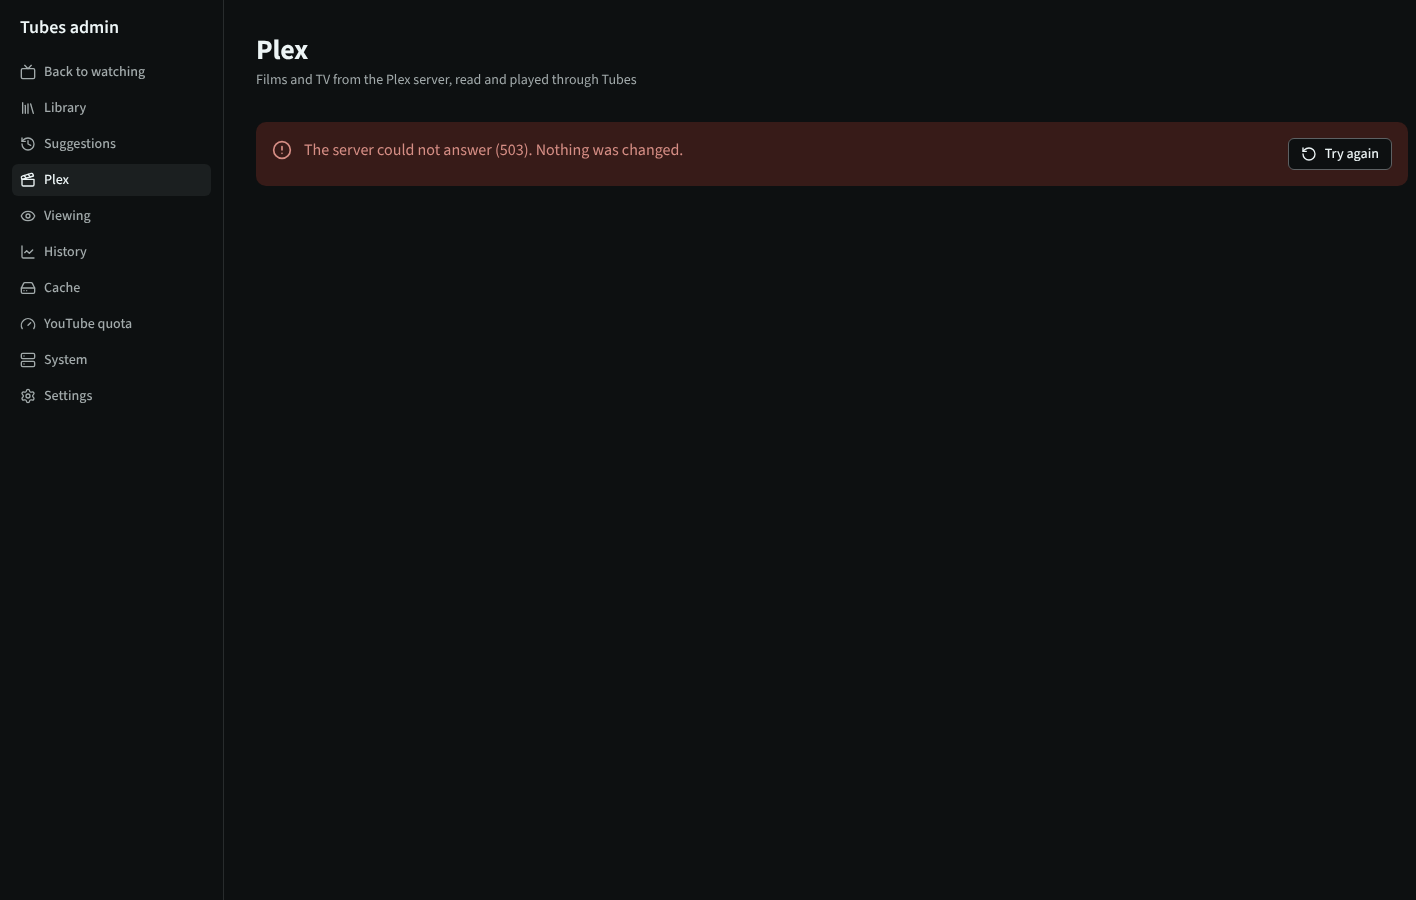 Tubes admin
Back to watching
Library
Suggestions
Plex
Viewing
History
Cache
YouTube quota
System
Settings
Plex
Films and TV from the Plex server, read and played through Tubes
The server could not answer (503). Nothing was changed.
Try again